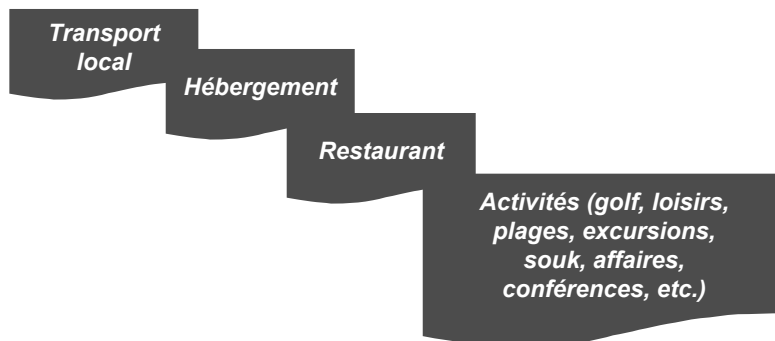 Transport
local
Hébergement
Restaurant
Activités (golf, loisirs,
plages, excursions,
souk, affaires,
conférences, etc.)